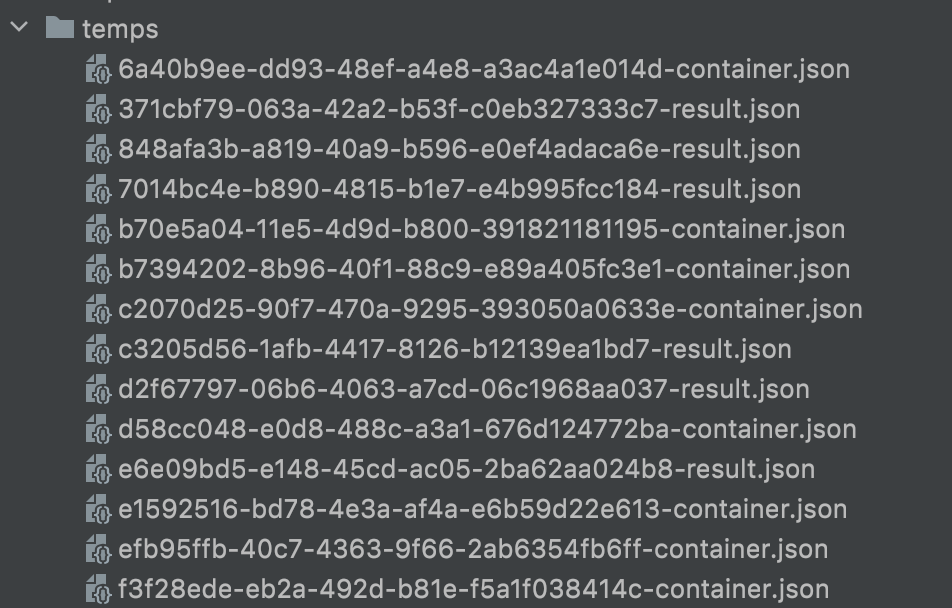 temps
6a40b9ee-dd93-48ef-a4e8-a3ac4a1e014d-container.json
371cbf79-063a-42a2-b53f-c0eb327333c7-result.json
848afa3b-a819-40a9-b596-e0ef4adaca6e-result.json
7014bc4e-b890-4815-b1e7-e4b995fcc184-result.json
b70e5a04-11e5-4d9d-b800-391821181195-container.json
b7394202-8b96-40f1-88c9-e89a405fc3e1-container.json
c2070d25-90f7-470a-9295-393050a0633e-container.json
c3205d56-1afb-4417-8126-b12139ea1bd7-result.json
d2f67797-06b6-4063-a7cd-06c1968aa037-result.json
d58cc048-e0d8-488c-a3a1-676d124772ba-container.json
e6e09bd5-e148-45cd-ac05-2ba62aa024b8-result.json
e1592516-bd78-4e3a-af4a-e6b59d22e613-container.json
efb95ffb-40c7-4363-9f66-2ab6354fb6ff-container.json
f3f28ede-eb2a-492d-b81e-f5a1f038414c-container.json